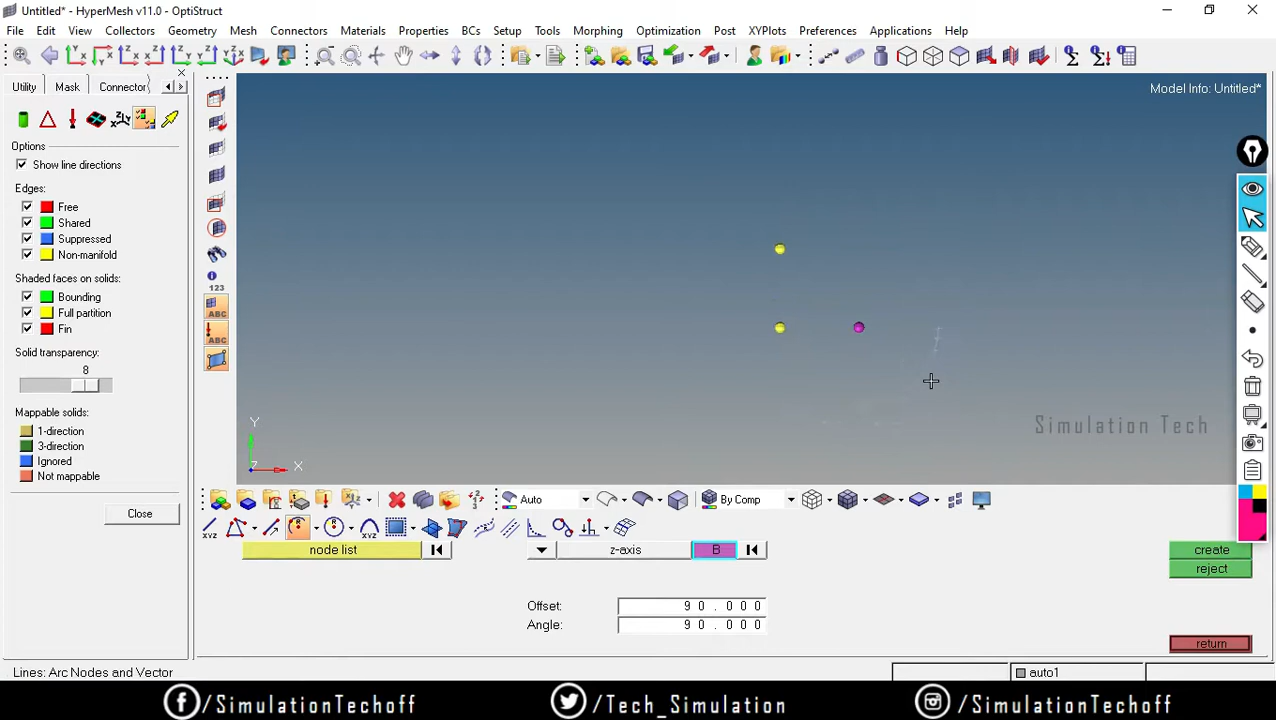 Untitled* - HyperMesh v11.0 - OptiStruct
File Edit View Collectors Geometry Mesh Connectors Materials Properties BCs Setup Tools Morphing Optimization Post XYPlots Preferences Applications Help
Utility Mask Connector
Model Info: Untitled*
Options
Show line directions
Edges:
Free
Shared
Suppressed
Non-manifold
Shaded faces on solids:
Bounding
Full partition
Fin
Solid transparency:
8
Mappable solids:
1-direction
3-direction
Ignored
Not mappable
Close
123
ABC
ABC
Y
Z X
Simulation Tech
Auto By Comp
XYZ
node list z-axis B create
reject
Offset: 90.000
Angle: 90.000
return
Lines: Arc Nodes and Vector auto1
/SimulationTechoff /Tech_Simulation /SimulationTechoff